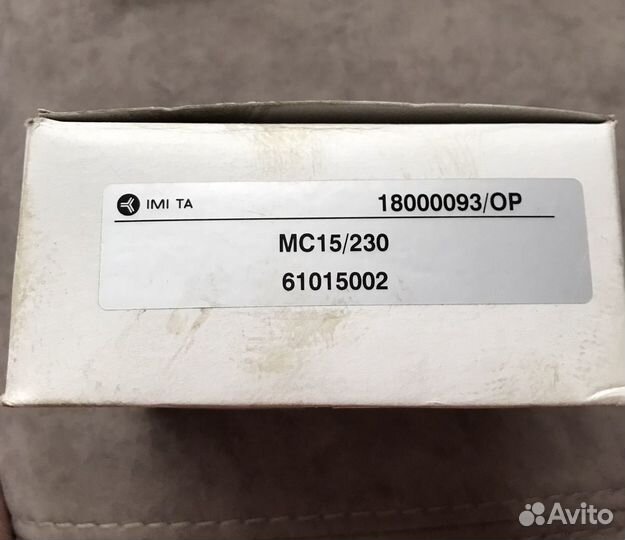 IMI TA 18000093/OP
MC15/230
61015002
Avito